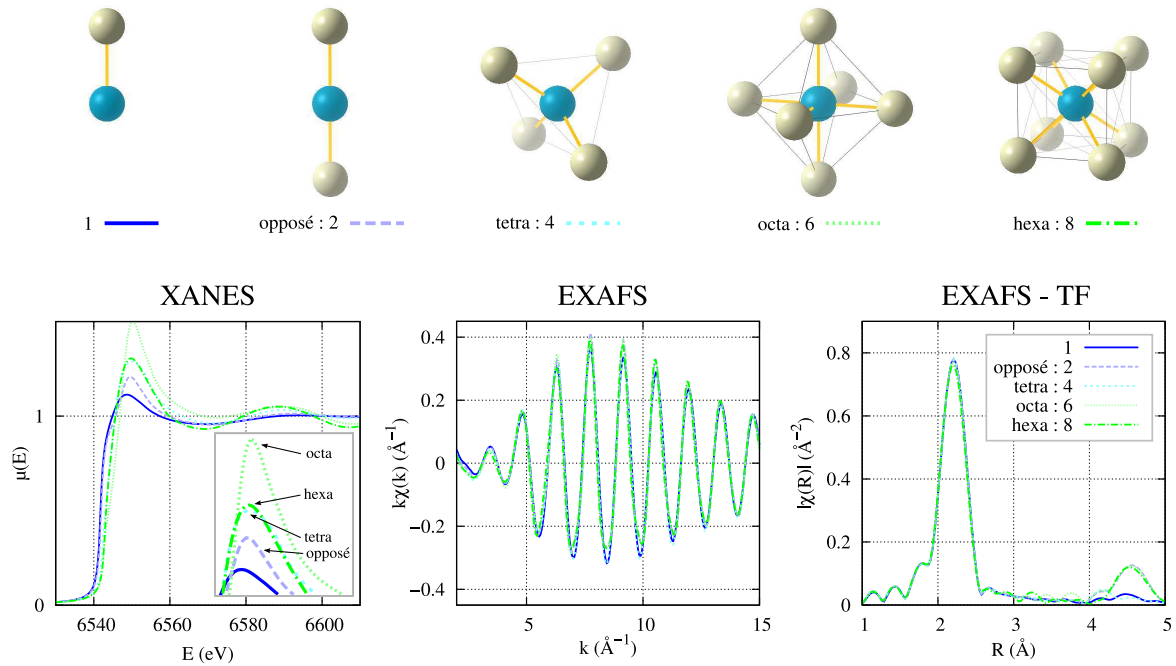 1
opposé : 2
tetra : 4
octa : 6
hexa : 8
XANES
EXAFS
EXAFS - TF
μ(E)
1
0
6540
6560
6580
6600
E (eV)
octa
hexa
tetra
opposé
kχ(k) (Å⁻¹)
0.4
0.2
0
−0.2
−0.4
5
10
15
k (Å⁻¹)
|χ(R)| (Å⁻²)
0.8
0.6
0.4
0.2
0
1
2
3
4
5
R (Å)
1
opposé : 2
tetra : 4
octa : 6
hexa : 8